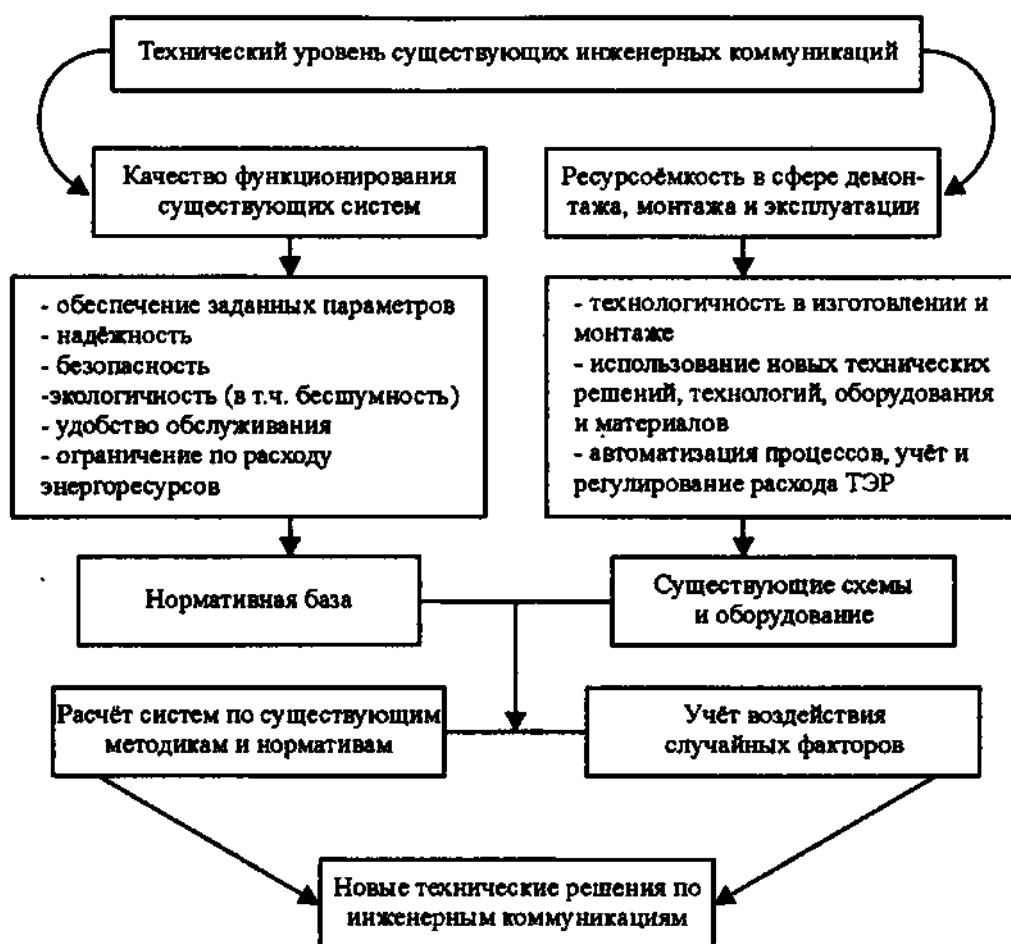 Технический уровень существующих инженерных коммуникаций
Качество функционирования
существующих систем
Ресурсоёмкость в сфере демон-
тажа, монтажа и эксплуатации
- обеспечение заданных параметров
- надёжность
- безопасность
-экологичность (в т.ч. бесшумность)
- удобство обслуживания
- ограничение по расходу
энергоресурсов
- технологичность в изготовлении и
монтаже
- использование новых технических
решений, технологий, оборудования
и материалов
- автоматизация процессов, учёт и
регулирование расхода ТЭР
Нормативная база
Существующие схемы
и оборудование
Расчёт систем по существующим
методикам и нормативам
Учёт воздействия
случайных факторов
Новые технические решения по
инженерным коммуникациям